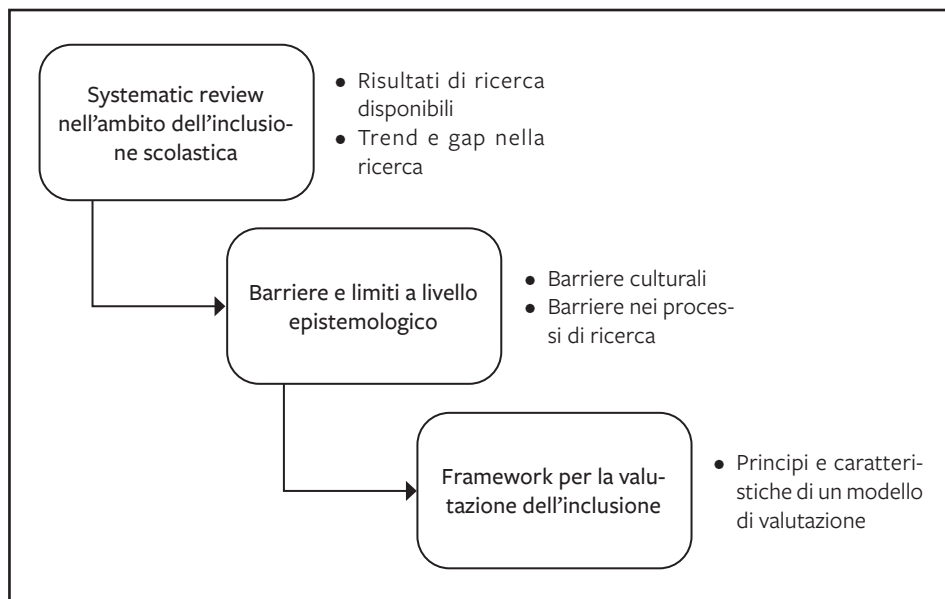 Systematic review
nell'ambito dell'inclusio-
ne scolastica
• Risultati di ricerca
disponibili
• Trend e gap nella
ricerca
Barriere e limiti a livello
epistemologico
• Barriere culturali
• Barriere nei proces-
si di ricerca
Framework per la valu-
tazione dell'inclusione
• Principi e caratteri-
stiche di un modello
di valutazione